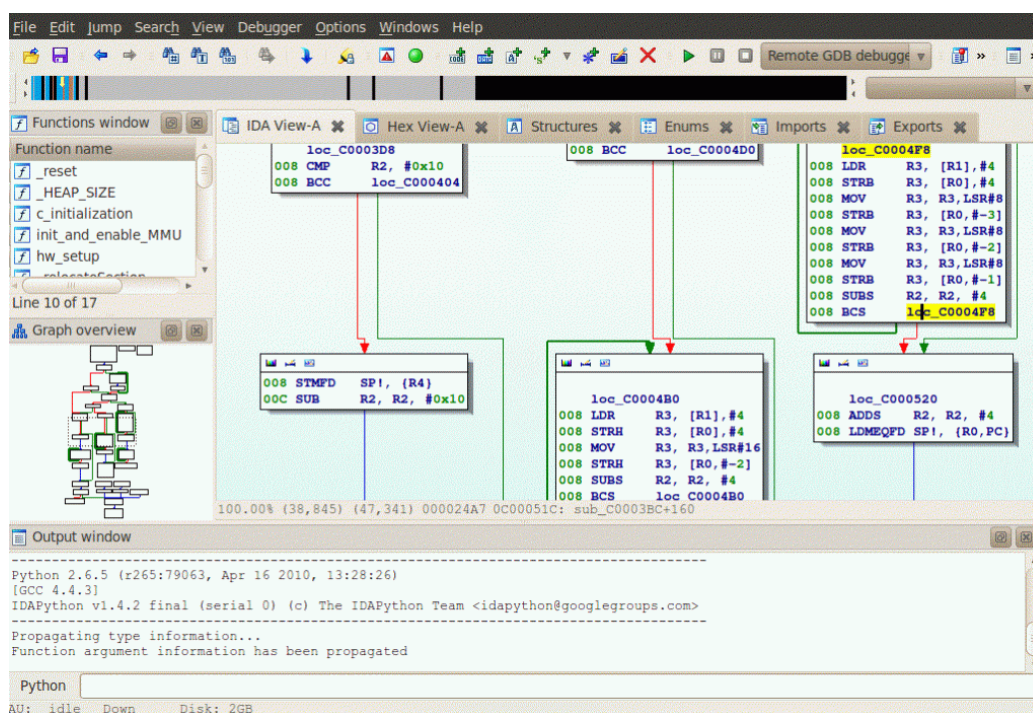 File Edit Jump Search View Debugger Options Windows Help
Remote GDB debugge
Functions window
Function name
_reset
_HEAP_SIZE
c_initialization
init_and_enable_MMU
hw_setup
_relocateSection
Line 10 of 17
Graph overview
IDA View-A Hex View-A Structures Enums Imports Exports
loc_C0003D8
008 CMP R2, #0x10
008 BCC loc_C000404
008 BCC loc_C0004D0
loc_C0004F8
008 LDR R3, [R1],#4
008 STRB R3, [R0],#4
008 MOV R3, R3,LSR#8
008 STRB R3, [R0,#-3]
008 MOV R3, R3,LSR#8
008 STRB R3, [R0,#-2]
008 MOV R3, R3,LSR#8
008 STRB R3, [R0,#-1]
008 SUBS R2, R2, #4
008 BCS loc_C0004F8
008 STMFD SP!, {R4}
00C SUB R2, R2, #0x10
loc_C0004B0
008 LDR R3, [R1],#4
008 STRH R3, [R0],#4
008 MOV R3, R3,LSR#16
008 STRH R3, [R0,#-2]
008 SUBS R2, R2, #4
008 BCS loc_C0004B0
loc_C000520
008 ADDS R2, R2, #4
008 LDMEQFD SP!, {R0,PC}
100.00% (38,845) (47,341) 000024A7 0C00051C: sub_C0003BC+160
Output window
Python 2.6.5 (r265:79063, Apr 16 2010, 13:28:26)
[GCC 4.4.3]
IDAPython v1.4.2 final (serial 0) (c) The IDAPython Team <idapython@googlegroups.com>
Propagating type information...
Function argument information has been propagated
Python
AU: idle Down Disk: 2GB